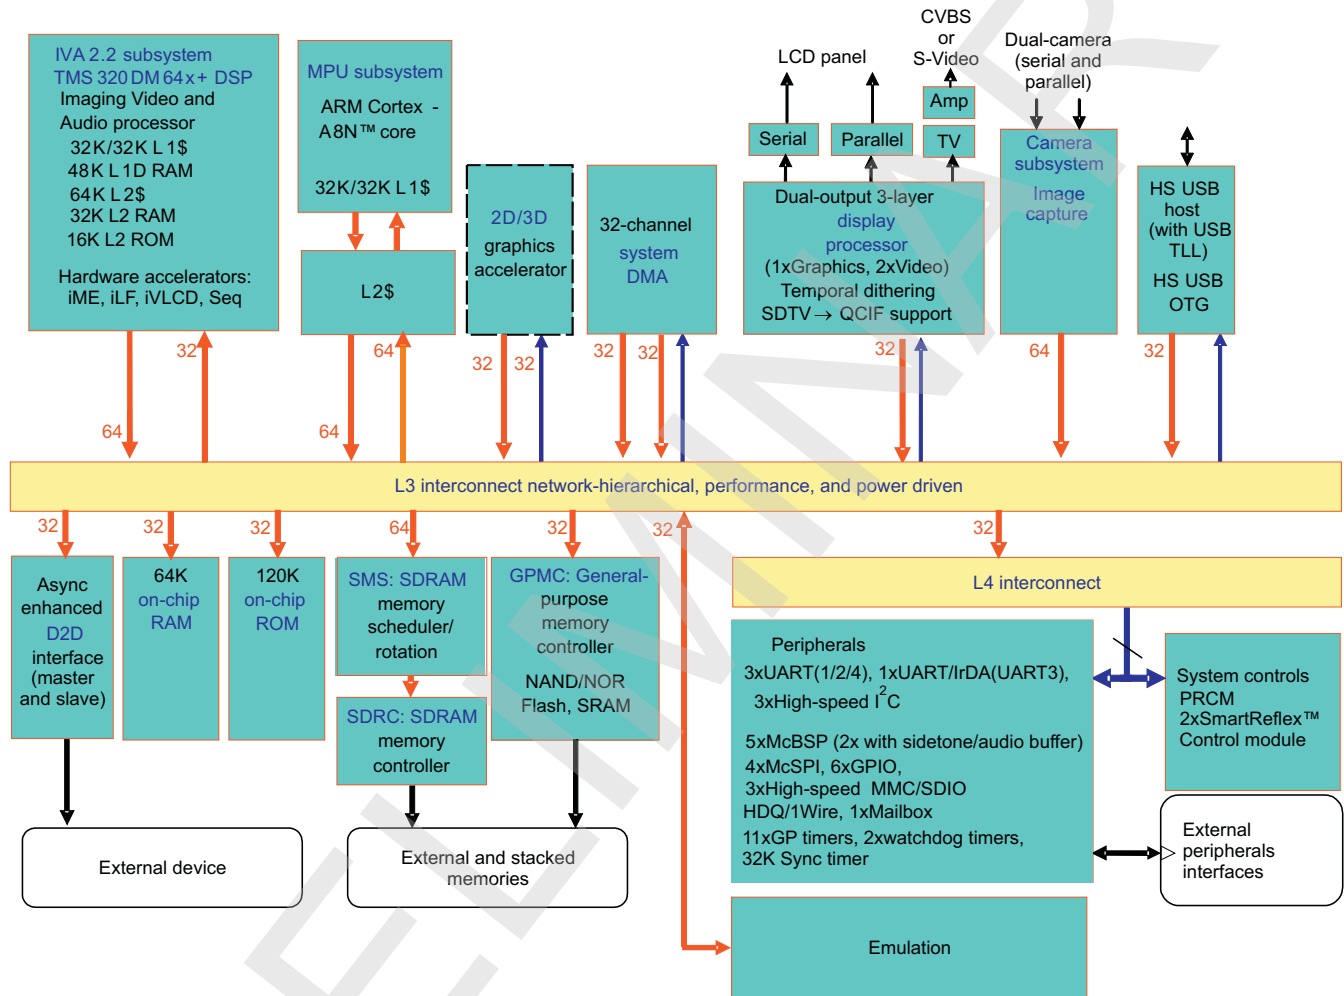 IVA 2.2 subsystem
TMS 320 DM 64x+ DSP
Imaging Video and
Audio processor
32K/32K L1$
48K L1D RAM
64K L2$
32K L2 RAM
16K L2 ROM
Hardware accelerators:
iME, iLF, iVLCD, Seq
MPU subsystem
ARM Cortex -
A8N™ core
32K/32K L1$
L2$
2D/3D
graphics
accelerator
32-channel
system
DMA
LCD panel
CVBS
or
S-Video
Amp
Serial
Parallel
TV
Dual-output 3-layer
display
processor
(1xGraphics, 2xVideo)
Temporal dithering
SDTV → QCIF support
Dual-camera
(serial and
parallel)
Camera
subsystem
Image
capture
HS USB
host
(with USB
TLL)
HS USB
OTG
64
32
64
64
32
32
32
32
32
64
32
L3 interconnect network-hierarchical, performance, and power driven
32
32
32
64
32
32
32
Async
enhanced
D2D
interface
(master
and slave)
64K
on-chip
RAM
120K
on-chip
ROM
SMS: SDRAM
memory
scheduler/
rotation
SDRC: SDRAM
memory
controller
GPMC: General-
purpose
memory
controller
NAND/NOR
Flash, SRAM
L4 interconnect
Peripherals
3xUART(1/2/4), 1xUART/IrDA(UART3),
3xHigh-speed I2C
5xMcBSP (2x with sidetone/audio buffer)
4xMcSPI, 6xGPIO,
3xHigh-speed MMC/SDIO
HDQ/1Wire, 1xMailbox
11xGP timers, 2xwatchdog timers,
32K Sync timer
System controls
PRCM
2xSmartReflex™
Control module
External device
External and stacked
memories
External
peripherals
interfaces
Emulation
ELIMINAR